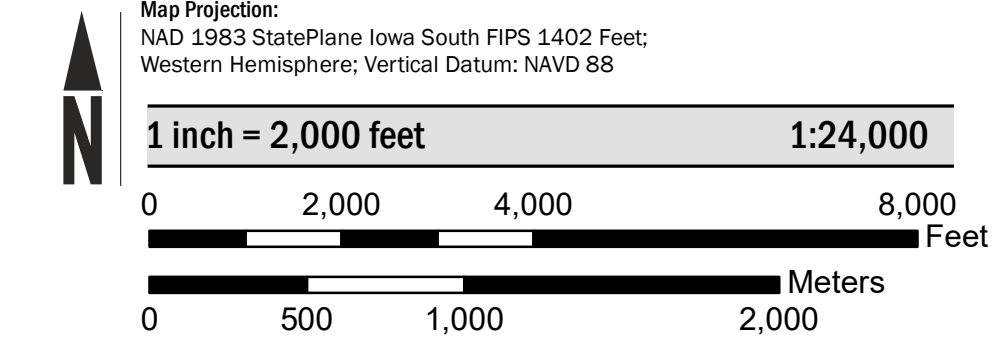 Map Projection:
NAD 1983 StatePlane Iowa South FIPS 1402 Feet;
Western Hemisphere; Vertical Datum: NAVD 88
N
1 inch = 2,000 feet 1:24,000
0 2,000 4,000 8,000
Feet
Meters
0 500 1,000 2,000